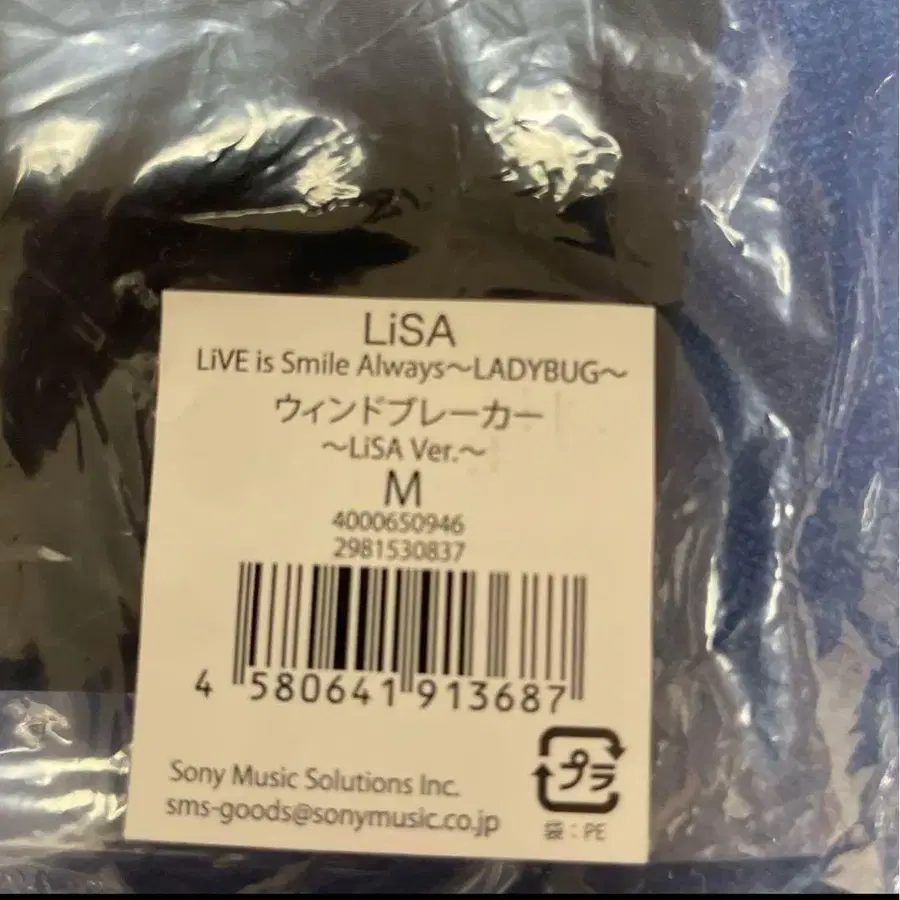 LiSA
LiVE is Smile Always～LADYBUG～
ウィンドブレーカー
～LiSA Ver.～
M
4000650946
2981530837
4 580641 913687
プラ
Sony Music Solutions Inc.
sms-goods@sonymusic.co.jp
袋：PE